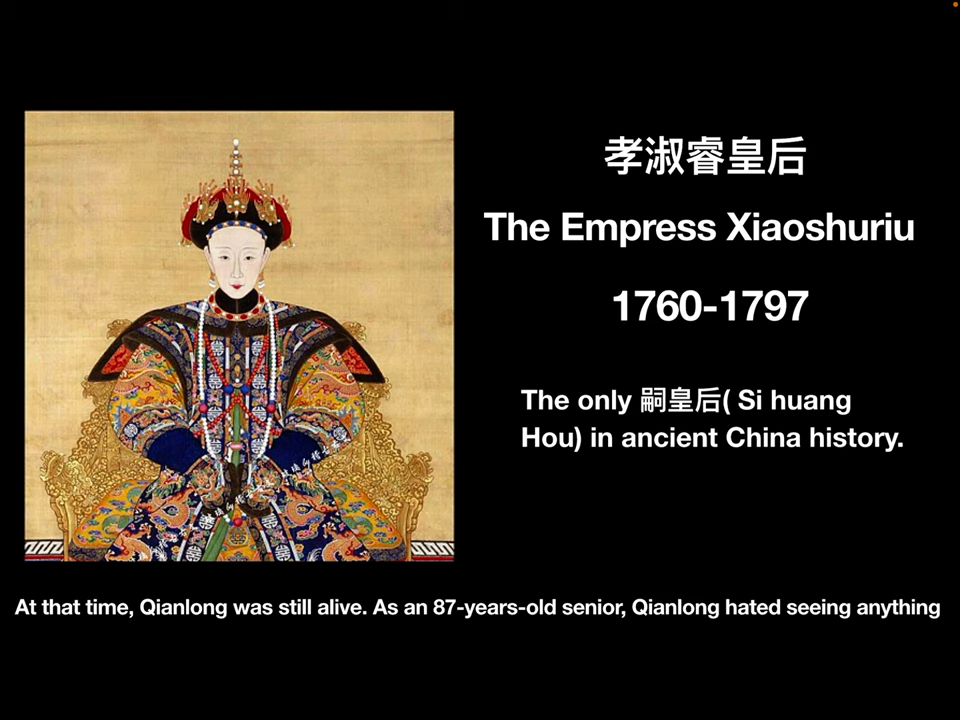 孝淑睿皇后
The Empress Xiaoshuriu
1760-1797
The only 嗣皇后( Si huang
Hou) in ancient China history.
At that time, Qianlong was still alive. As an 87-years-old senior, Qianlong hated seeing anything